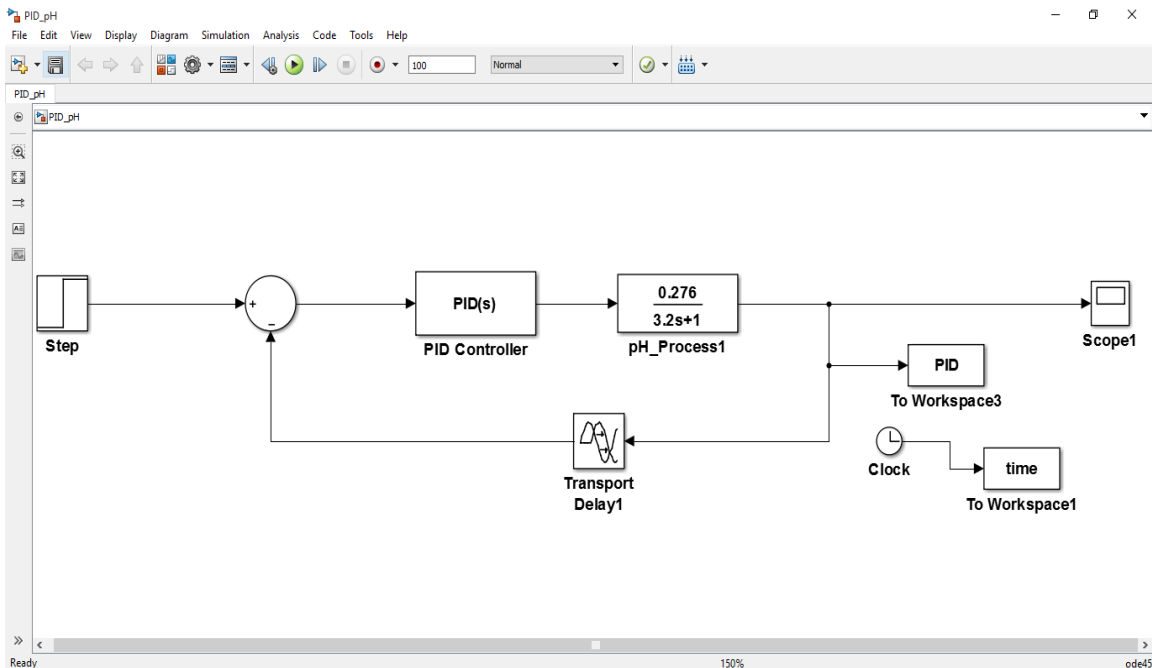 PID_pH
File Edit View Display Diagram Simulation Analysis Code Tools Help
100 Normal
PID_pH
PID_pH
Step
+
−
PID(s)
PID Controller
0.276
3.2s+1
pH_Process1
Scope1
PID
To Workspace3
Clock
time
To Workspace1
Transport
Delay1
Ready 150% ode45